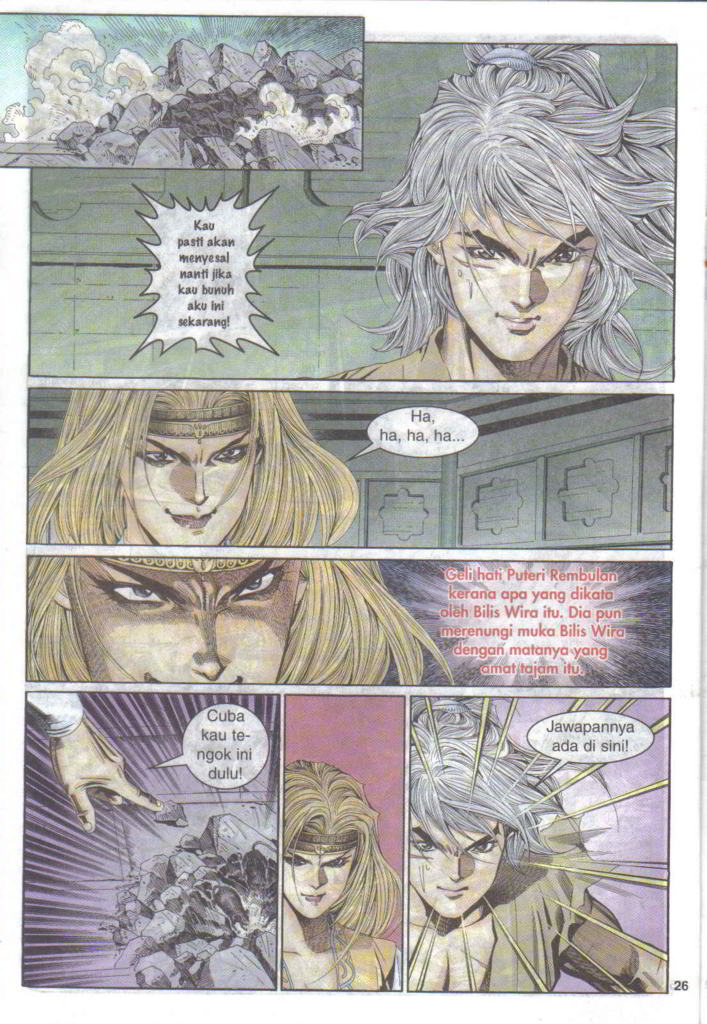 Kau
pasti akan
menyesal
nanti jika
kau bunuh
aku ini
sekarang!
Ha,
ha, ha, ha...
Geli hati Puteri Rembulan
kerana apa yang dikata
oleh Bilis Wira itu. Dia pun
merenungi muka Bilis Wira
dengan matanya yang
amat tajam itu.
Cuba
kau te-
ngok ini
dulu!
Jawapannya
ada di sini!
26